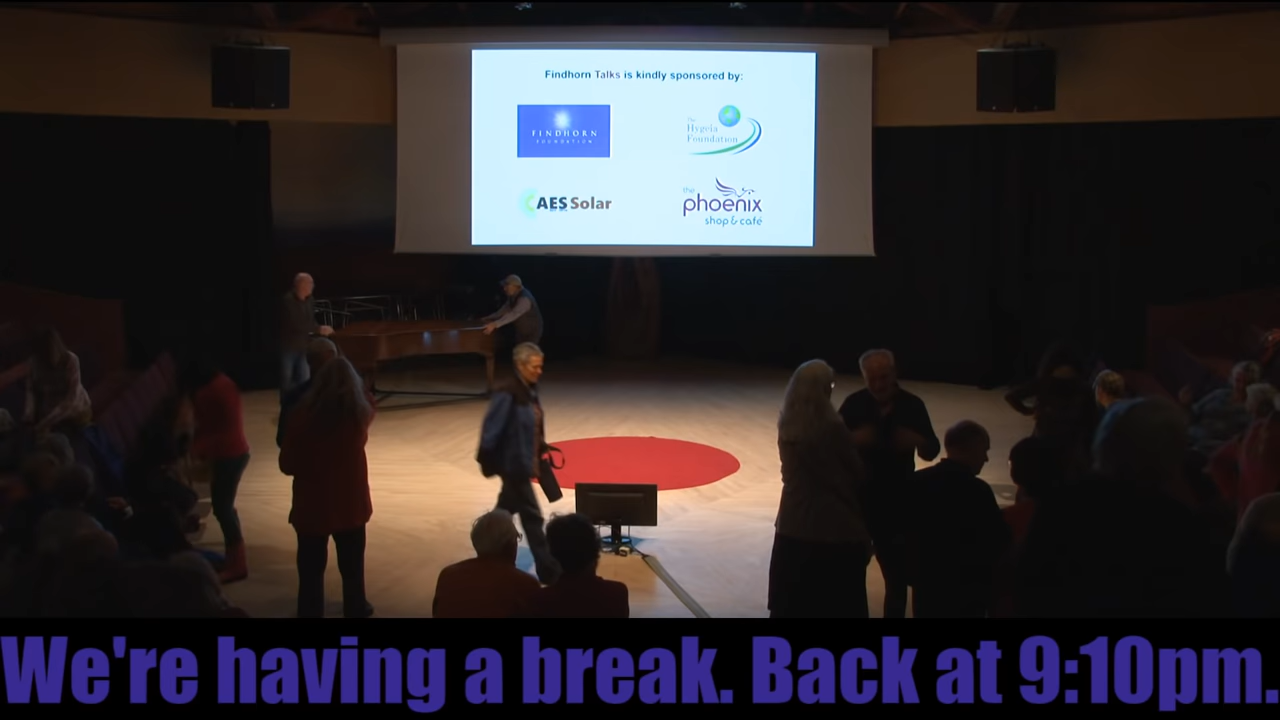 Findhorn Talks is kindly sponsored by:
FINDHORN
FOUNDATION
The
Hygeia
Foundation
AES Solar
the
phoenix
shop & café
We're having a break. Back at 9:10pm.